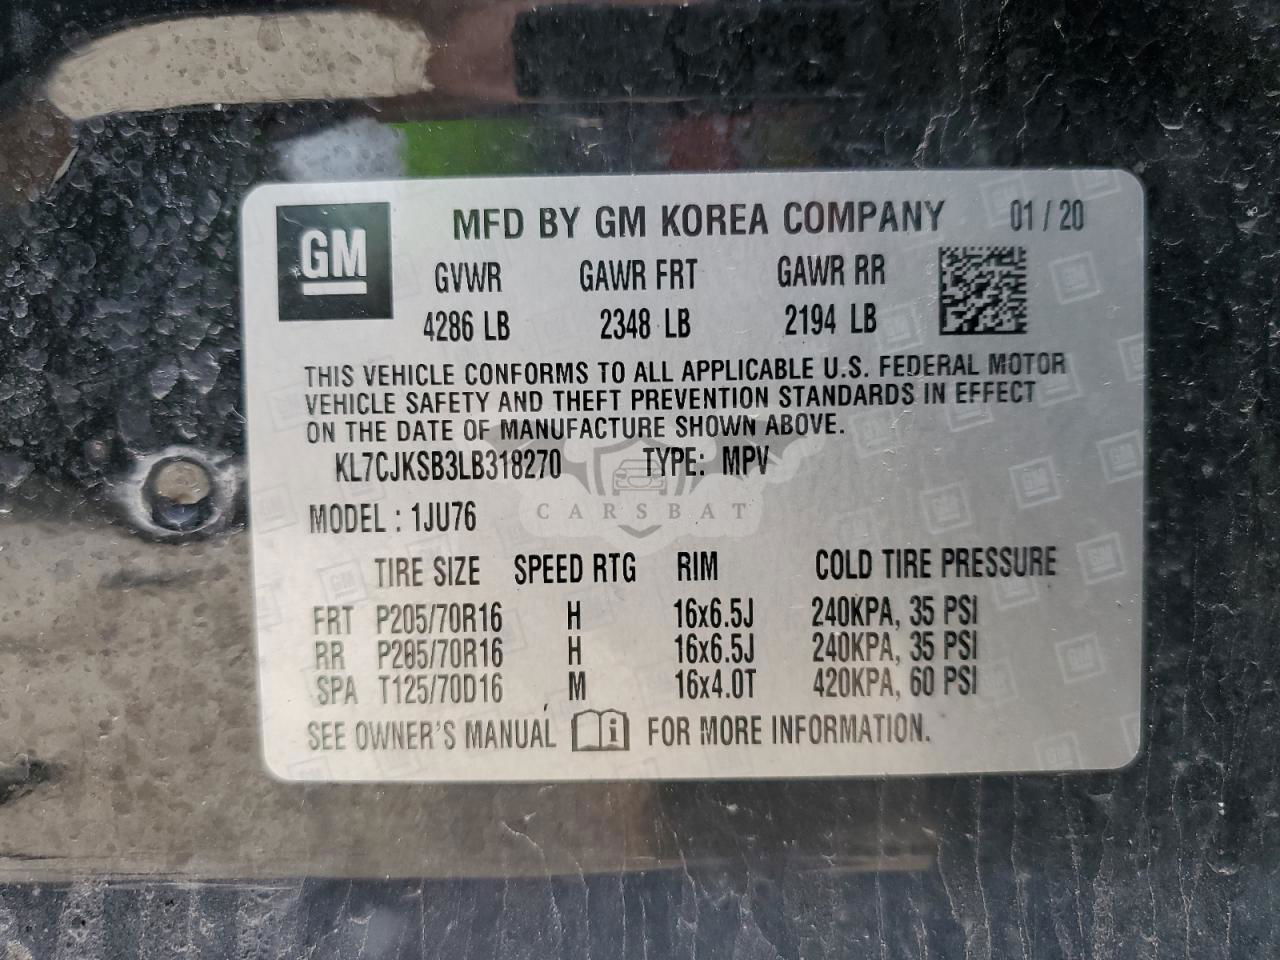 GM MFD BY GM KOREA COMPANY 01 / 20
GVWR GAWR FRT GAWR RR
4286 LB 2348 LB 2194 LB
THIS VEHICLE CONFORMS TO ALL APPLICABLE U.S. FEDERAL MOTOR
VEHICLE SAFETY AND THEFT PREVENTION STANDARDS IN EFFECT
ON THE DATE OF MANUFACTURE SHOWN ABOVE.
KL7CJKSB3LB318270 TYPE: MPV
CARSBAT
MODEL : 1JU76
TIRE SIZE SPEED RTG RIM COLD TIRE PRESSURE
FRT P205/70R16 H 16x6.5J 240KPA, 35 PSI
RR P205/70R16 H 16x6.5J 240KPA, 35 PSI
SPA T125/70D16 M 16x4.0T 420KPA, 60 PSI
SEE OWNER'S MANUAL FOR MORE INFORMATION.